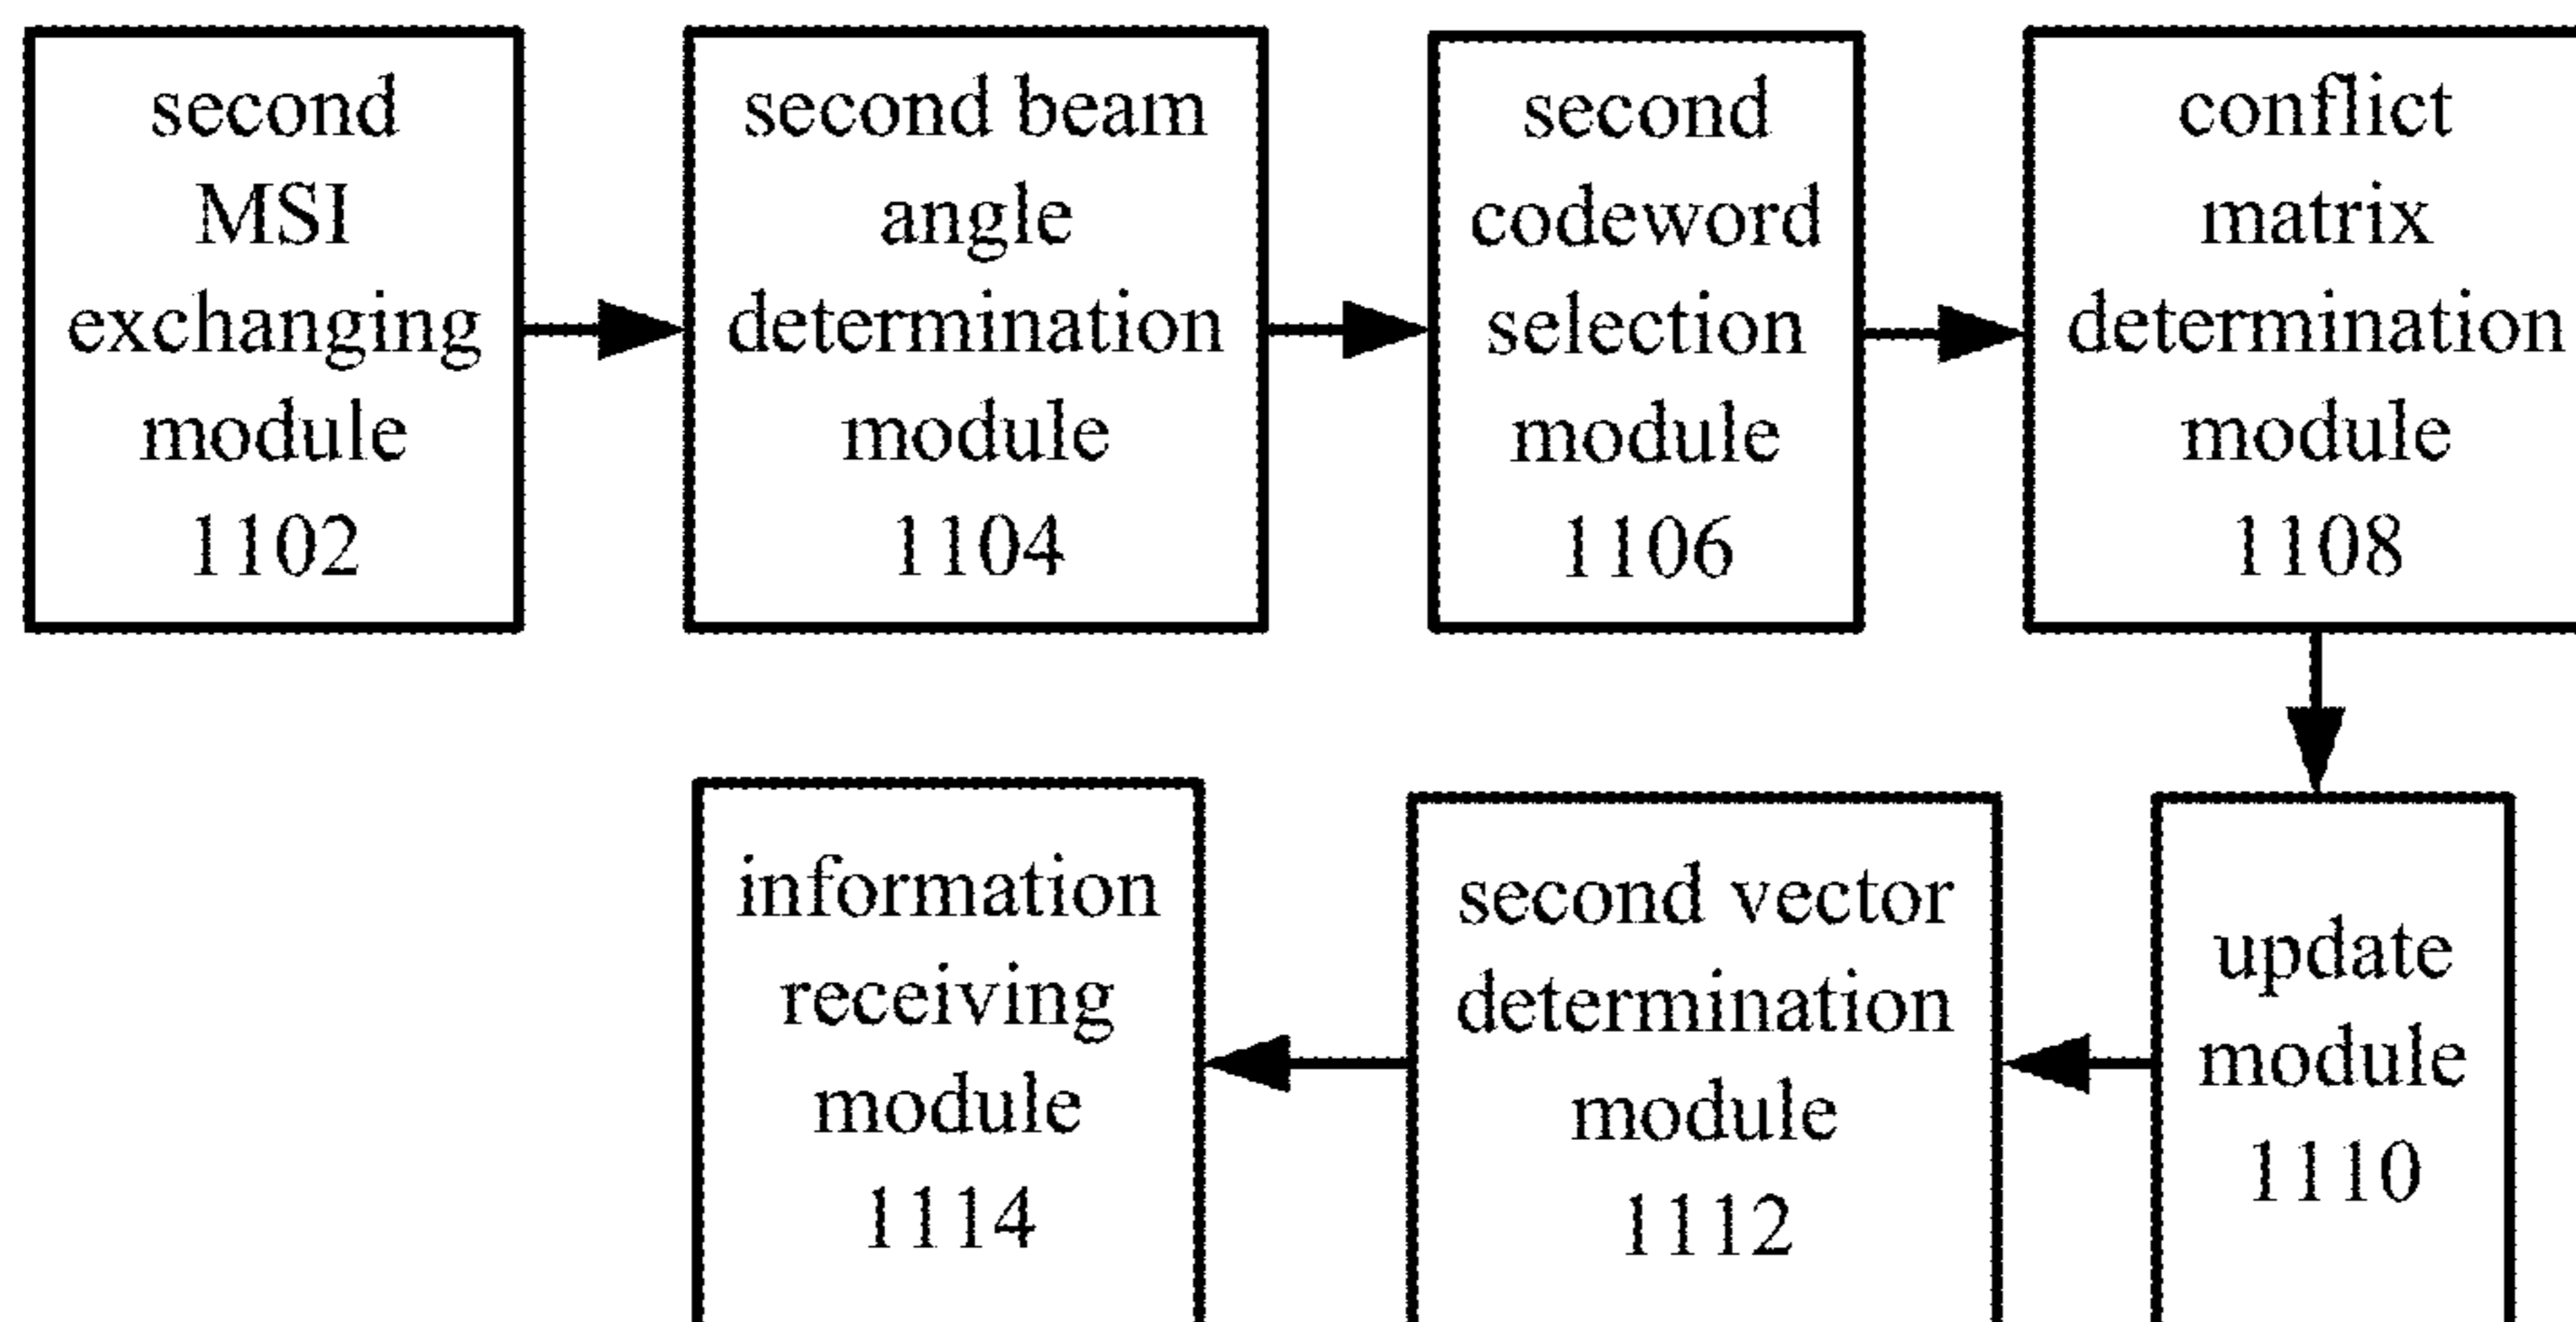 second
MSI
exchanging
module
1102
second beam
angle
determination
module
1104
second
codeword
selection
module
1106
conflict
matrix
determination
module
1108
information
receiving
module
1114
second vector
determination
module
1112
update
module
1110